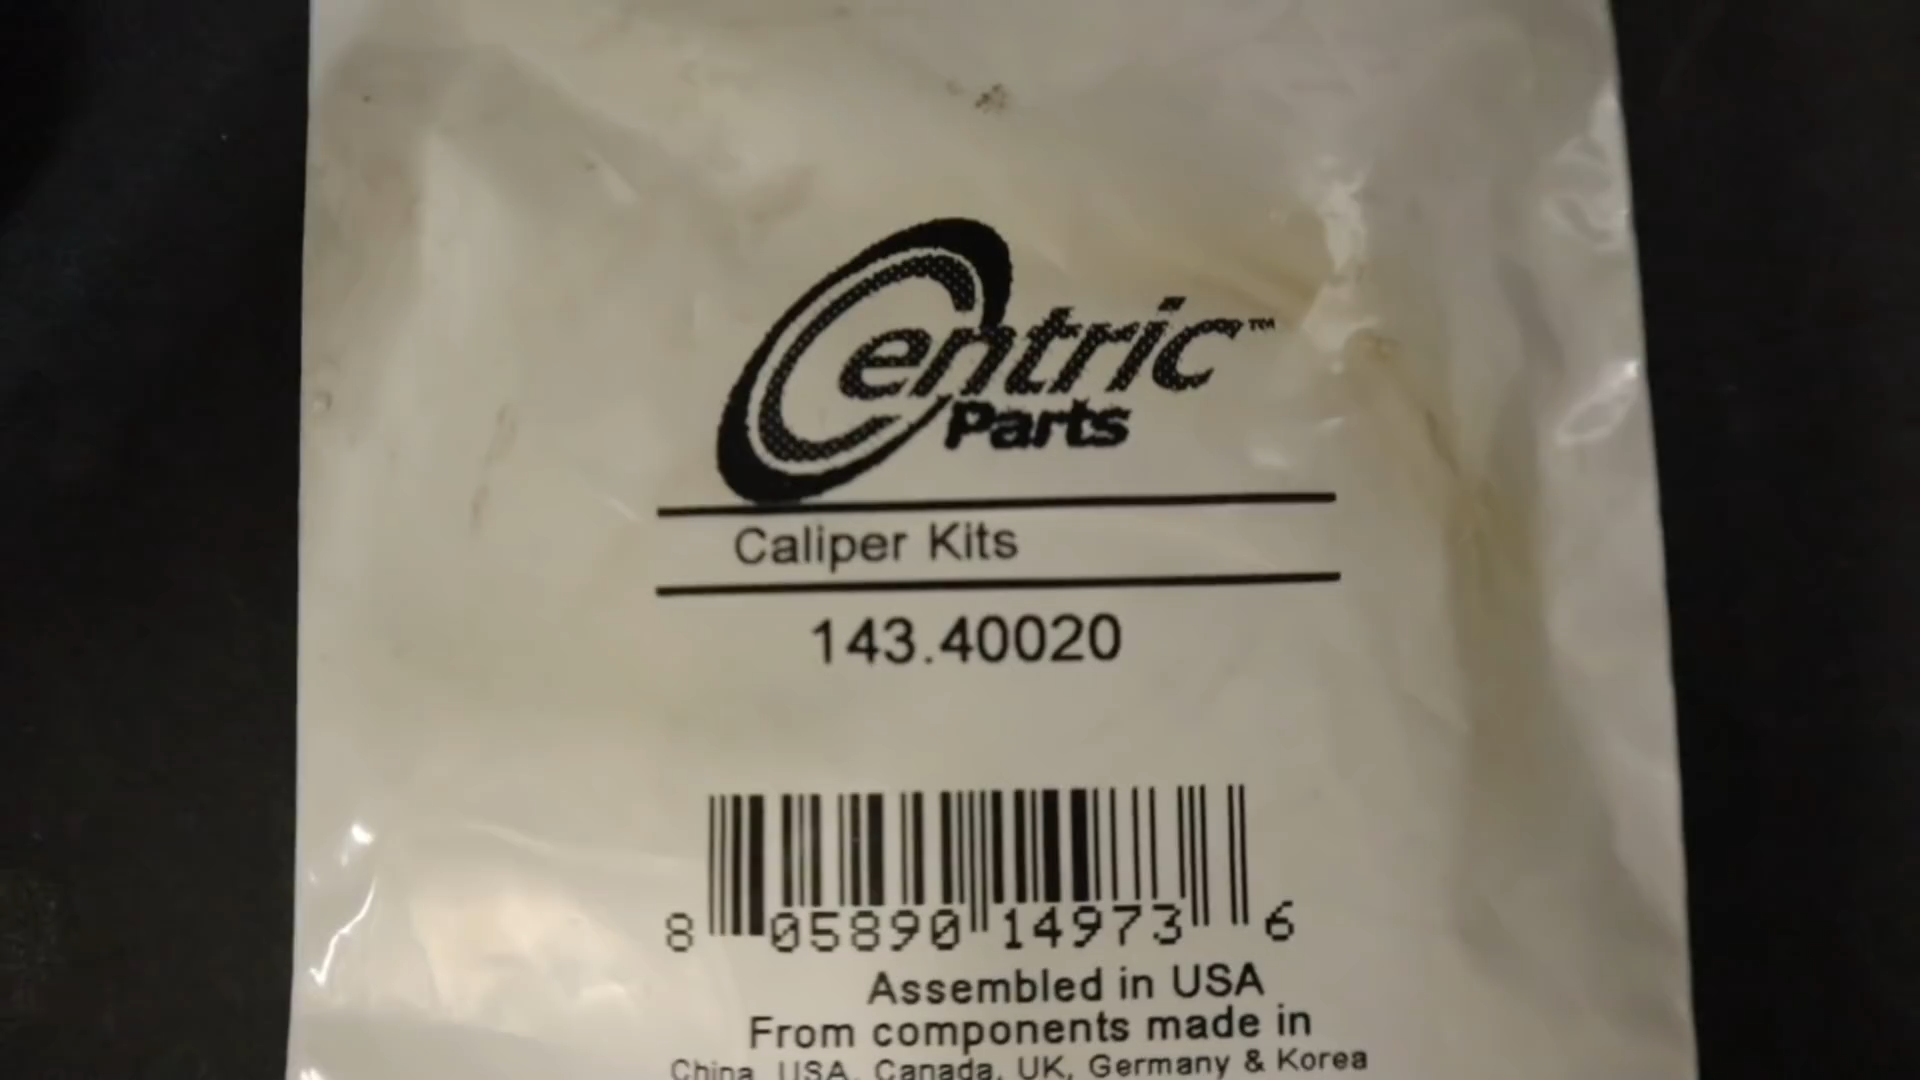 Centric™
Parts
Caliper Kits
143.40020
8 05890 14973 6
Assembled in USA
From components made in
China, USA, Canada, UK, Germany & Korea